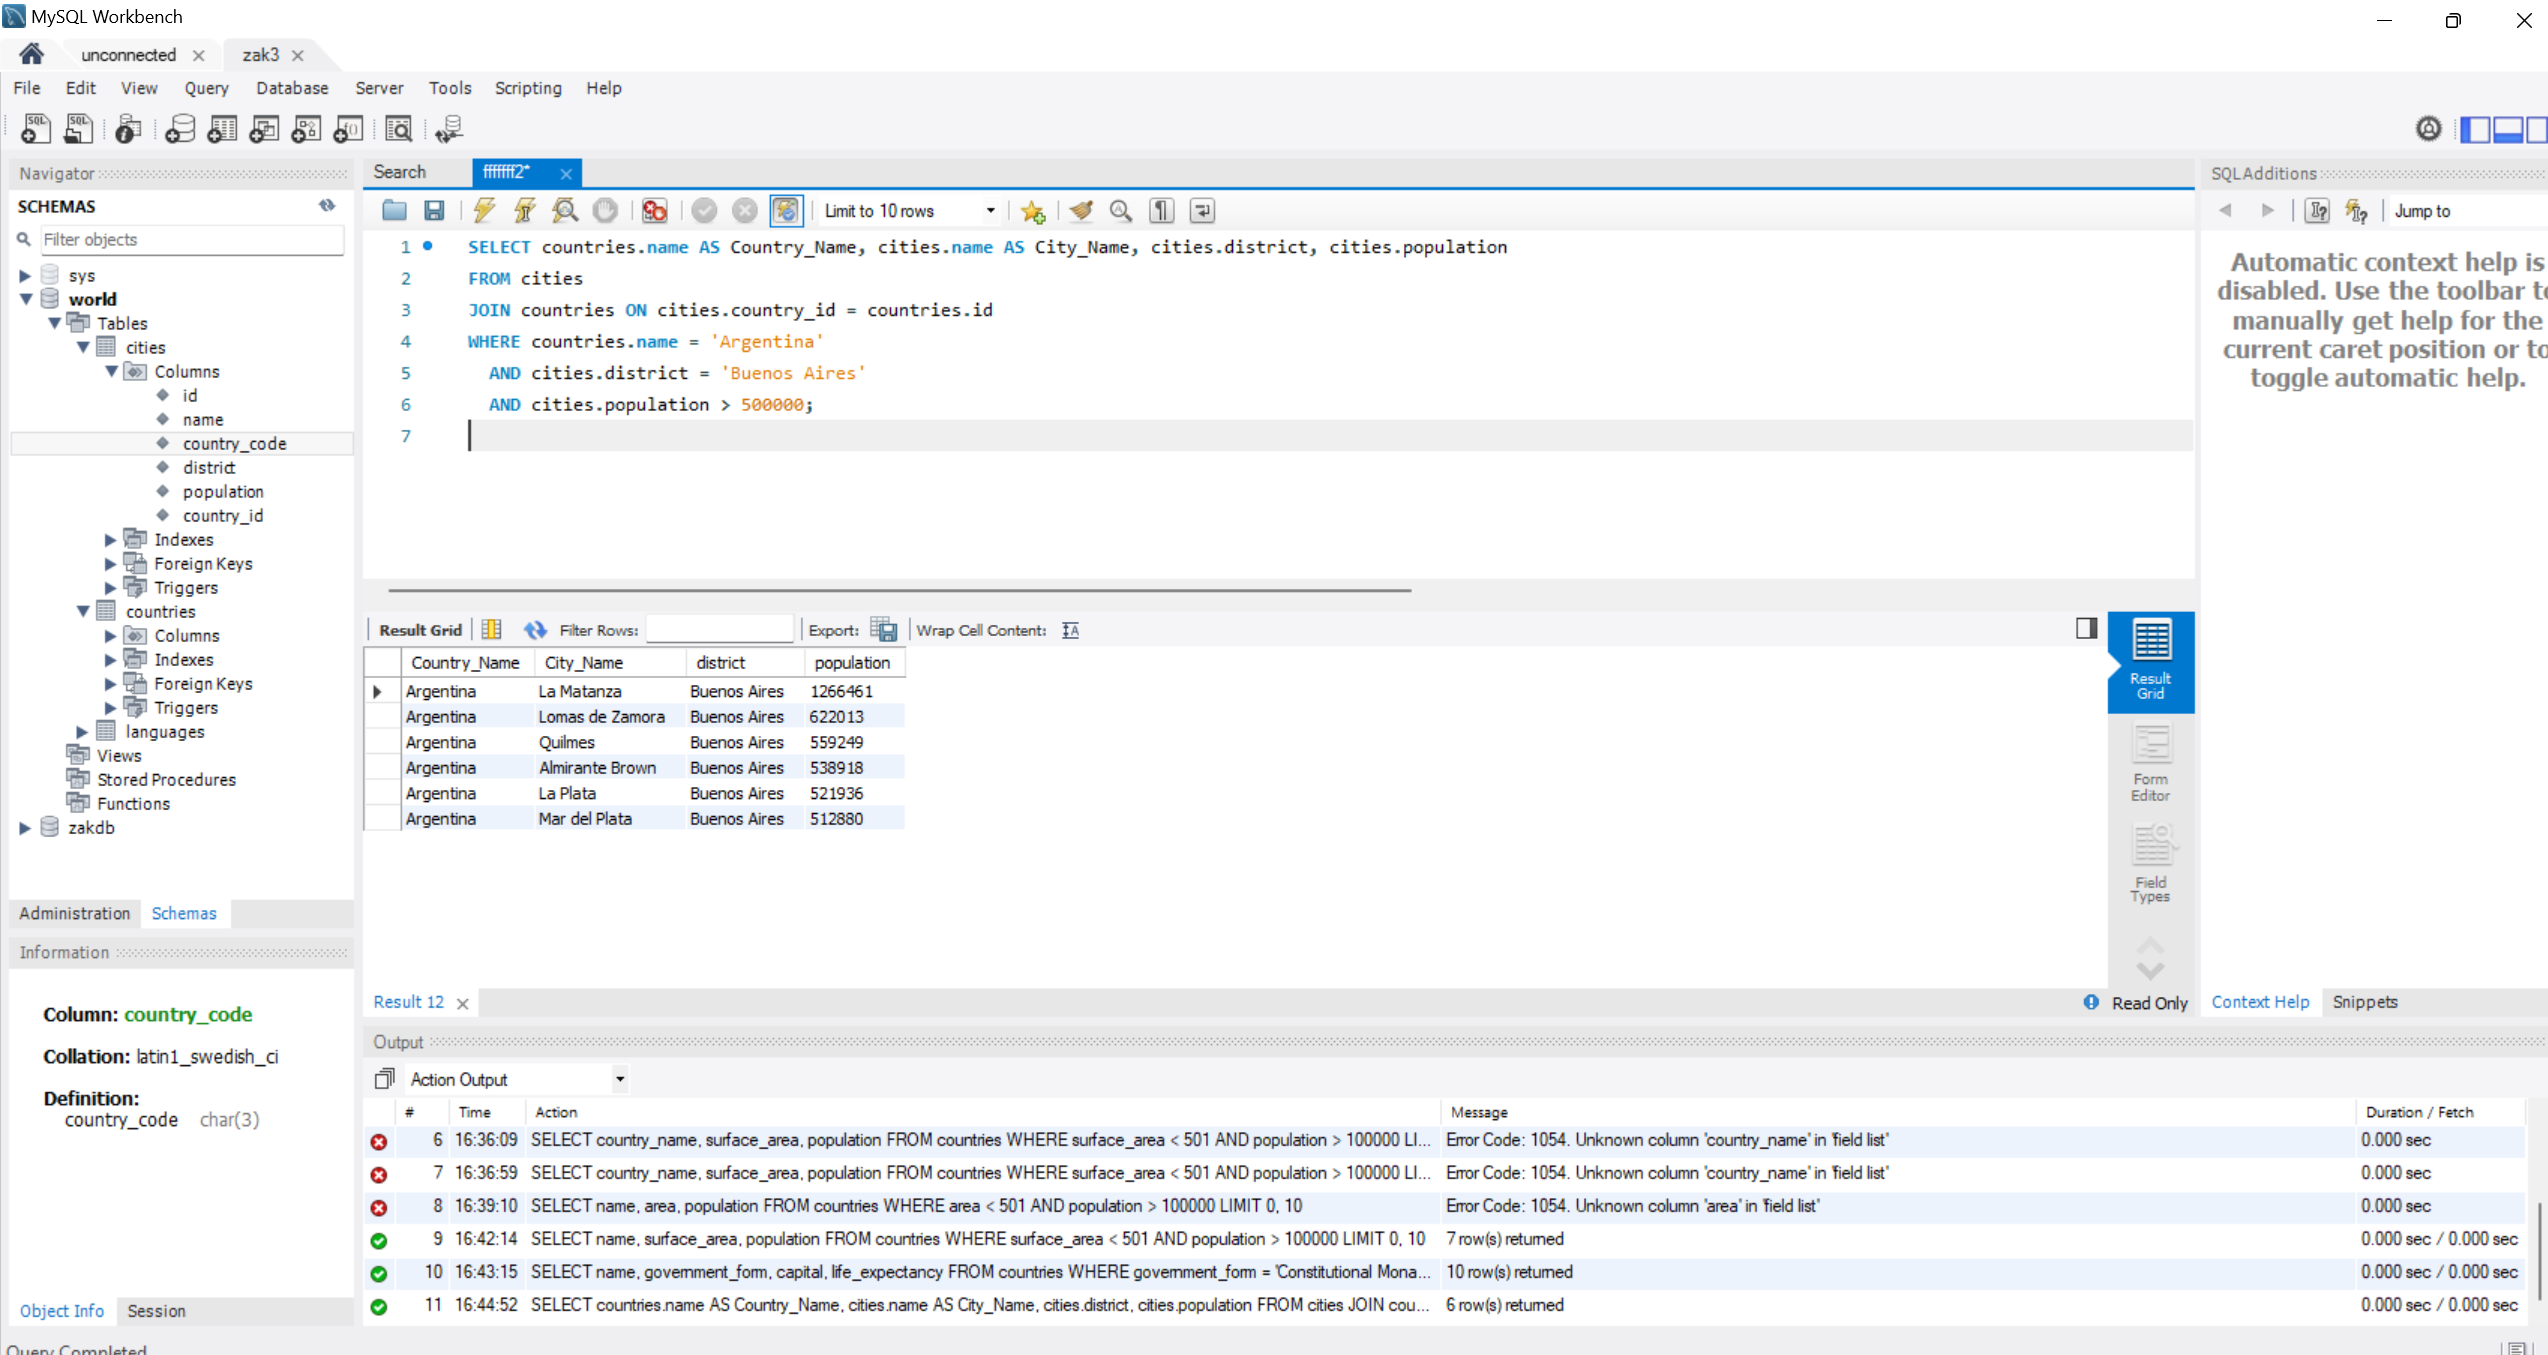 MySQL Workbench
unconnected
zak3
File Edit View Query Database Server Tools Scripting Help
Navigator
SCHEMAS
Filter objects
sys
world
Tables
cities
Columns
id
name
country_code
district
population
country_id
Indexes
Foreign Keys
Triggers
countries
Columns
Indexes
Foreign Keys
Triggers
languages
Views
Stored Procedures
Functions
zakdb
Administration Schemas
Information
Column: country_code
Collation: latin1_swedish_ci
Definition:
country_code char(3)
Object Info Session
Query Completed
Search
fffffff2*
Limit to 10 rows
1 SELECT countries.name AS Country_Name, cities.name AS City_Name, cities.district, cities.population
2 FROM cities
3 JOIN countries ON cities.country_id = countries.id
4 WHERE countries.name = 'Argentina'
5 AND cities.district = 'Buenos Aires'
6 AND cities.population > 500000;
7
Result Grid Filter Rows: Export: Wrap Cell Content:
Country_Name City_Name district population
Argentina La Matanza Buenos Aires 1266461
Argentina Lomas de Zamora Buenos Aires 622013
Argentina Quilmes Buenos Aires 559249
Argentina Almirante Brown Buenos Aires 538918
Argentina La Plata Buenos Aires 521936
Argentina Mar del Plata Buenos Aires 512880
Result
Grid
Form
Editor
Field
Types
Result 12
Read Only
SQLAdditions
Jump to
Automatic context help is
disabled. Use the toolbar to
manually get help for the
current caret position or to
toggle automatic help.
Context Help Snippets
Output
Action Output
# Time Action Message Duration / Fetch
6 16:36:09 SELECT country_name, surface_area, population FROM countries WHERE surface_area < 501 AND population > 100000 LI... Error Code: 1054. Unknown column 'country_name' in 'field list' 0.000 sec
7 16:36:59 SELECT country_name, surface_area, population FROM countries WHERE surface_area < 501 AND population > 100000 LI... Error Code: 1054. Unknown column 'country_name' in 'field list' 0.000 sec
8 16:39:10 SELECT name, area, population FROM countries WHERE area < 501 AND population > 100000 LIMIT 0, 10 Error Code: 1054. Unknown column 'area' in 'field list' 0.000 sec
9 16:42:14 SELECT name, surface_area, population FROM countries WHERE surface_area < 501 AND population > 100000 LIMIT 0, 10 7 row(s) returned 0.000 sec / 0.000 sec
10 16:43:15 SELECT name, government_form, capital, life_expectancy FROM countries WHERE government_form = 'Constitutional Mona... 10 row(s) returned 0.000 sec / 0.000 sec
11 16:44:52 SELECT countries.name AS Country_Name, cities.name AS City_Name, cities.district, cities.population FROM cities JOIN cou... 6 row(s) returned 0.000 sec / 0.000 sec